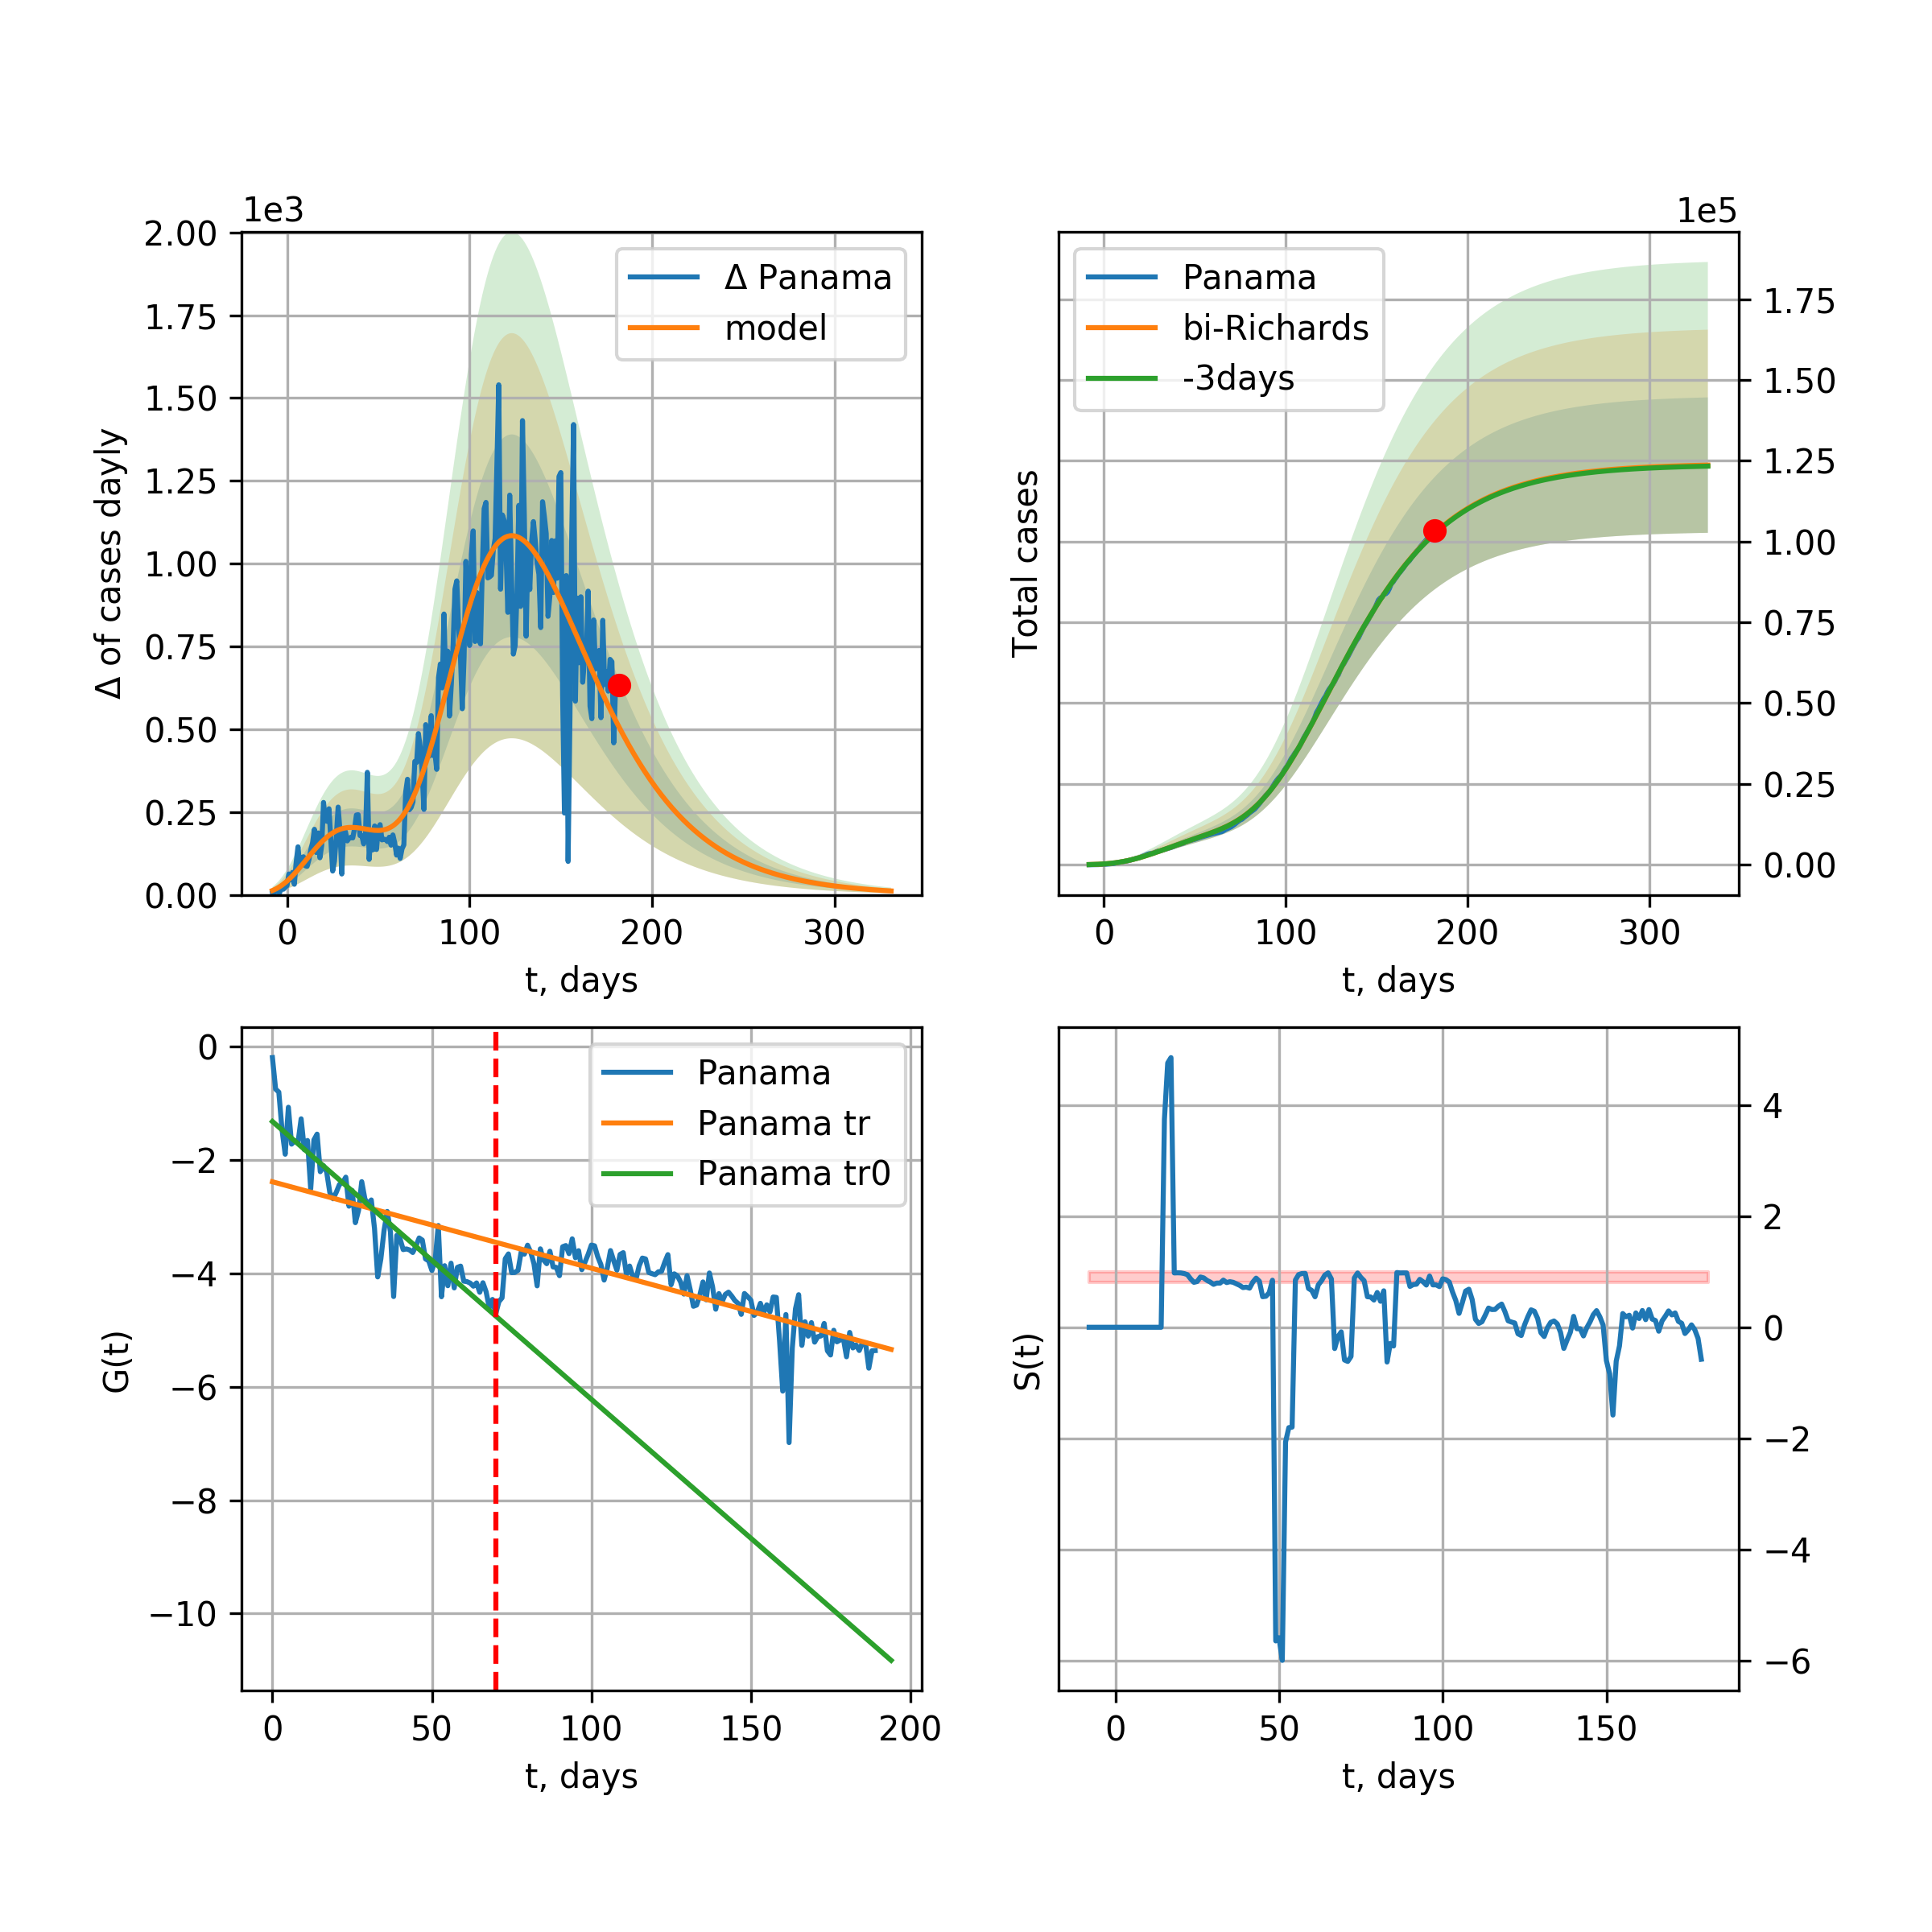 1e3
2.00
1.75
1.50
1.25
1.00
0.75
0.50
0.25
0.00
Δ of cases dayly
Δ Panama
model
0 100 200 300
t, days
1e5
Total cases
Panama
bi-Richards
-3days
1.75
1.50
1.25
1.00
0.75
0.50
0.25
0.00
0 100 200 300
t, days
0
−2
−4
−6
−8
−10
G(t)
Panama
Panama tr
Panama tr0
0 50 100 150 200
t, days
S(t)
4
2
0
−2
−4
−6
0 50 100 150
t, days